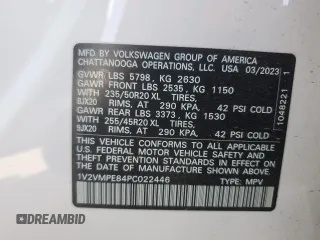 MFD BY VOLKSWAGEN GROUP OF AMERICA
CHATTANOOGA OPERATIONS, LLC. USA 03/2023
GVWR LBS 5798, KG 2630
GAWR FRONT LBS 2535, KG 1150
235/50R20 XL TIRES,
8JX20 RIMS, AT 290 KPA, 42 PSI COLD
GAWR REAR LBS 3373, KG 1530
255/45R20 XL TIRES,
9JX20 RIMS, AT 290 KPA, 42 PSI COLD
THIS VEHICLE CONFORMS TO ALL APPLICABLE
FEDERAL MOTOR VEHICLE SAFETY AND
THEFT PREVENTION STANDARDS IN EFFECT ON
THE DATE OF MANUFACTURE SHOWN ABOVE.
1V2VMPE84PC022446 TYPE: MPV
1048221 1